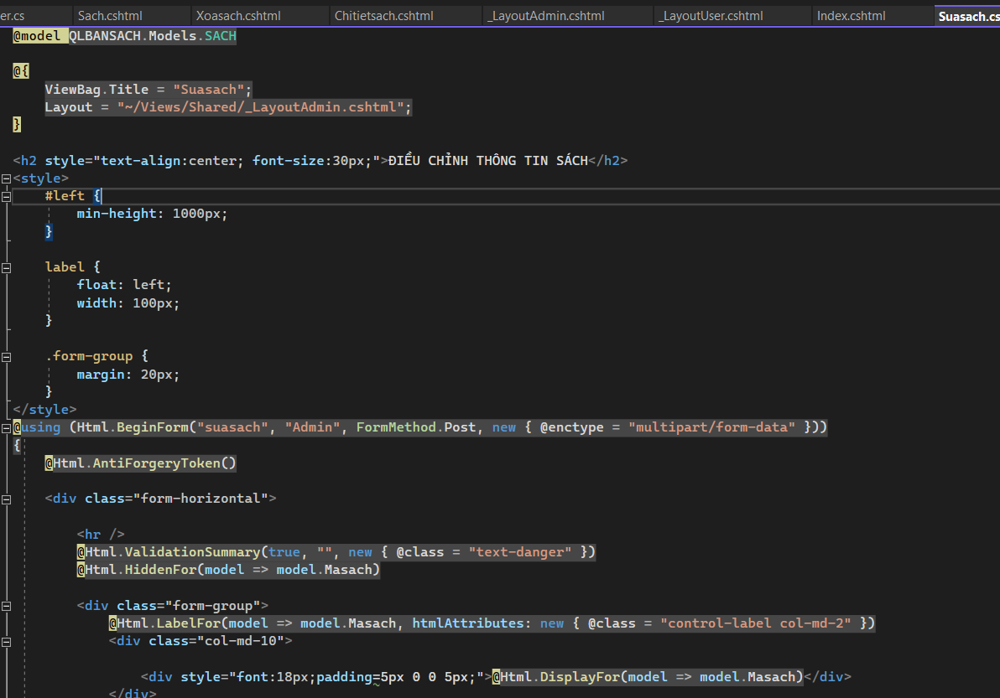 er.cs Sach.cshtml Xoasach.cshtml Chitietsach.cshtml _LayoutAdmin.cshtml _LayoutUser.cshtml Index.cshtml Suasach.cs
@model QLBANSACH.Models.SACH
@{
ViewBag.Title = "Suasach";
Layout = "~/Views/Shared/_LayoutAdmin.cshtml";
}
<h2 style="text-align:center; font-size:30px;">ĐIỀU CHỈNH THÔNG TIN SÁCH</h2>
<style>
#left {
min-height: 1000px;
}
label {
float: left;
width: 100px;
}
.form-group {
margin: 20px;
}
</style>
@using (Html.BeginForm("suasach", "Admin", FormMethod.Post, new { @enctype = "multipart/form-data" }))
{
@Html.AntiForgeryToken()
<div class="form-horizontal">
<hr />
@Html.ValidationSummary(true, "", new { @class = "text-danger" })
@Html.HiddenFor(model => model.Masach)
<div class="form-group">
@Html.LabelFor(model => model.Masach, htmlAttributes: new { @class = "control-label col-md-2" })
<div class="col-md-10">
<div style="font:18px;padding=5px 0 0 5px;">@Html.DisplayFor(model => model.Masach)</div>
</div>